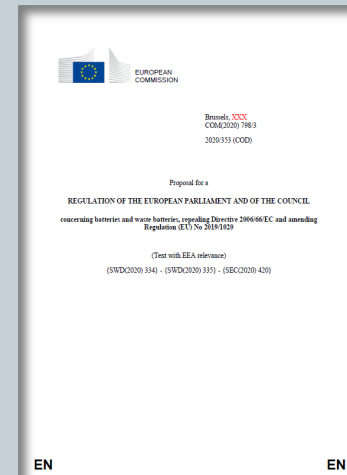 EUROPEAN
COMMISSION
Brussels, XXX
COM(2020) 798/3
2020/353 (COD)
Proposal for a
REGULATION OF THE EUROPEAN PARLIAMENT AND OF THE COUNCIL
concerning batteries and waste batteries, repealing Directive 2006/66/EC and amending
Regulation (EU) No 2019/1020
(Text with EEA relevance)
{SWD(2020) 334} - {SWD(2020) 335} - {SEC(2020) 420}
EN EN